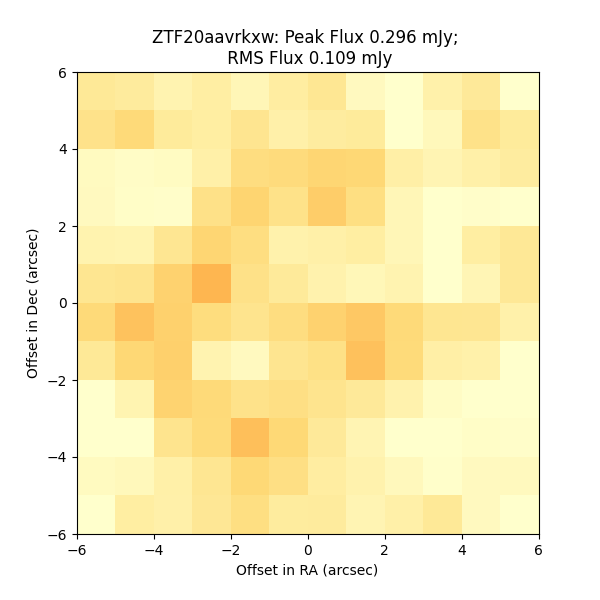 ZTF20aavrkxw: Peak Flux 0.296 mJy;
RMS Flux 0.109 mJy
6
4
2
0
−2
−4
−6
Offset in Dec (arcsec)
−6 −4 −2 0 2 4 6
Offset in RA (arcsec)